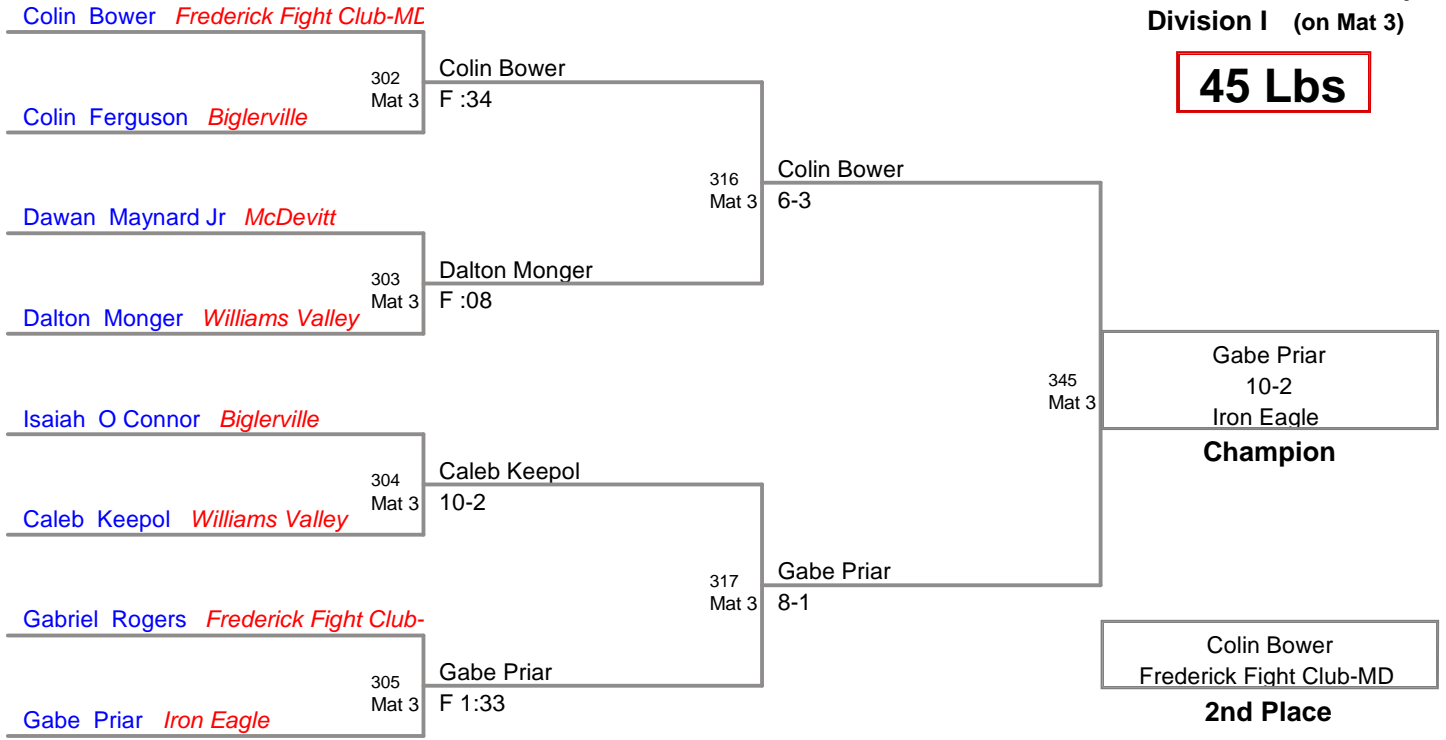 Colin Bower Frederick Fight Club-MD
Division I (on Mat 3)
45 Lbs
302
Mat 3
Colin Bower
F :34
Colin Ferguson Biglerville
316
Mat 3
Colin Bower
6-3
Dawan Maynard Jr McDevitt
303
Mat 3
Dalton Monger
F :08
Dalton Monger Williams Valley
345
Mat 3
Gabe Priar
10-2
Iron Eagle
Champion
Isaiah O Connor Biglerville
304
Mat 3
Caleb Keepol
10-2
Caleb Keepol Williams Valley
317
Mat 3
Gabe Priar
8-1
Gabriel Rogers Frederick Fight Club-
305
Mat 3
Gabe Priar
F 1:33
Gabe Priar Iron Eagle
Colin Bower
Frederick Fight Club-MD
2nd Place